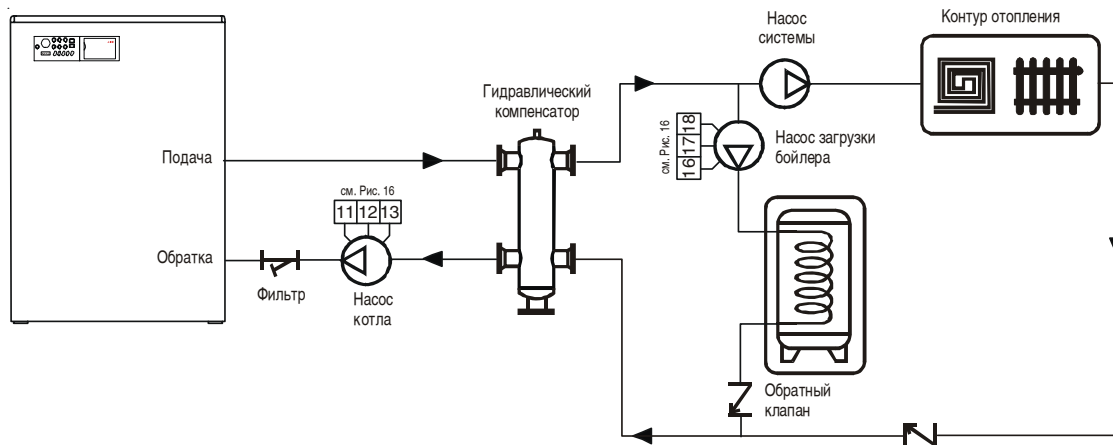 Насос
системы
Контур отопления
Гидравлический
компенсатор
Подача
см. Рис. 16
16 17 18
Насос загрузки
бойлера
см. Рис. 16
11 12 13
Обратка
Фильтр
Насос
котла
Обратный
клапан